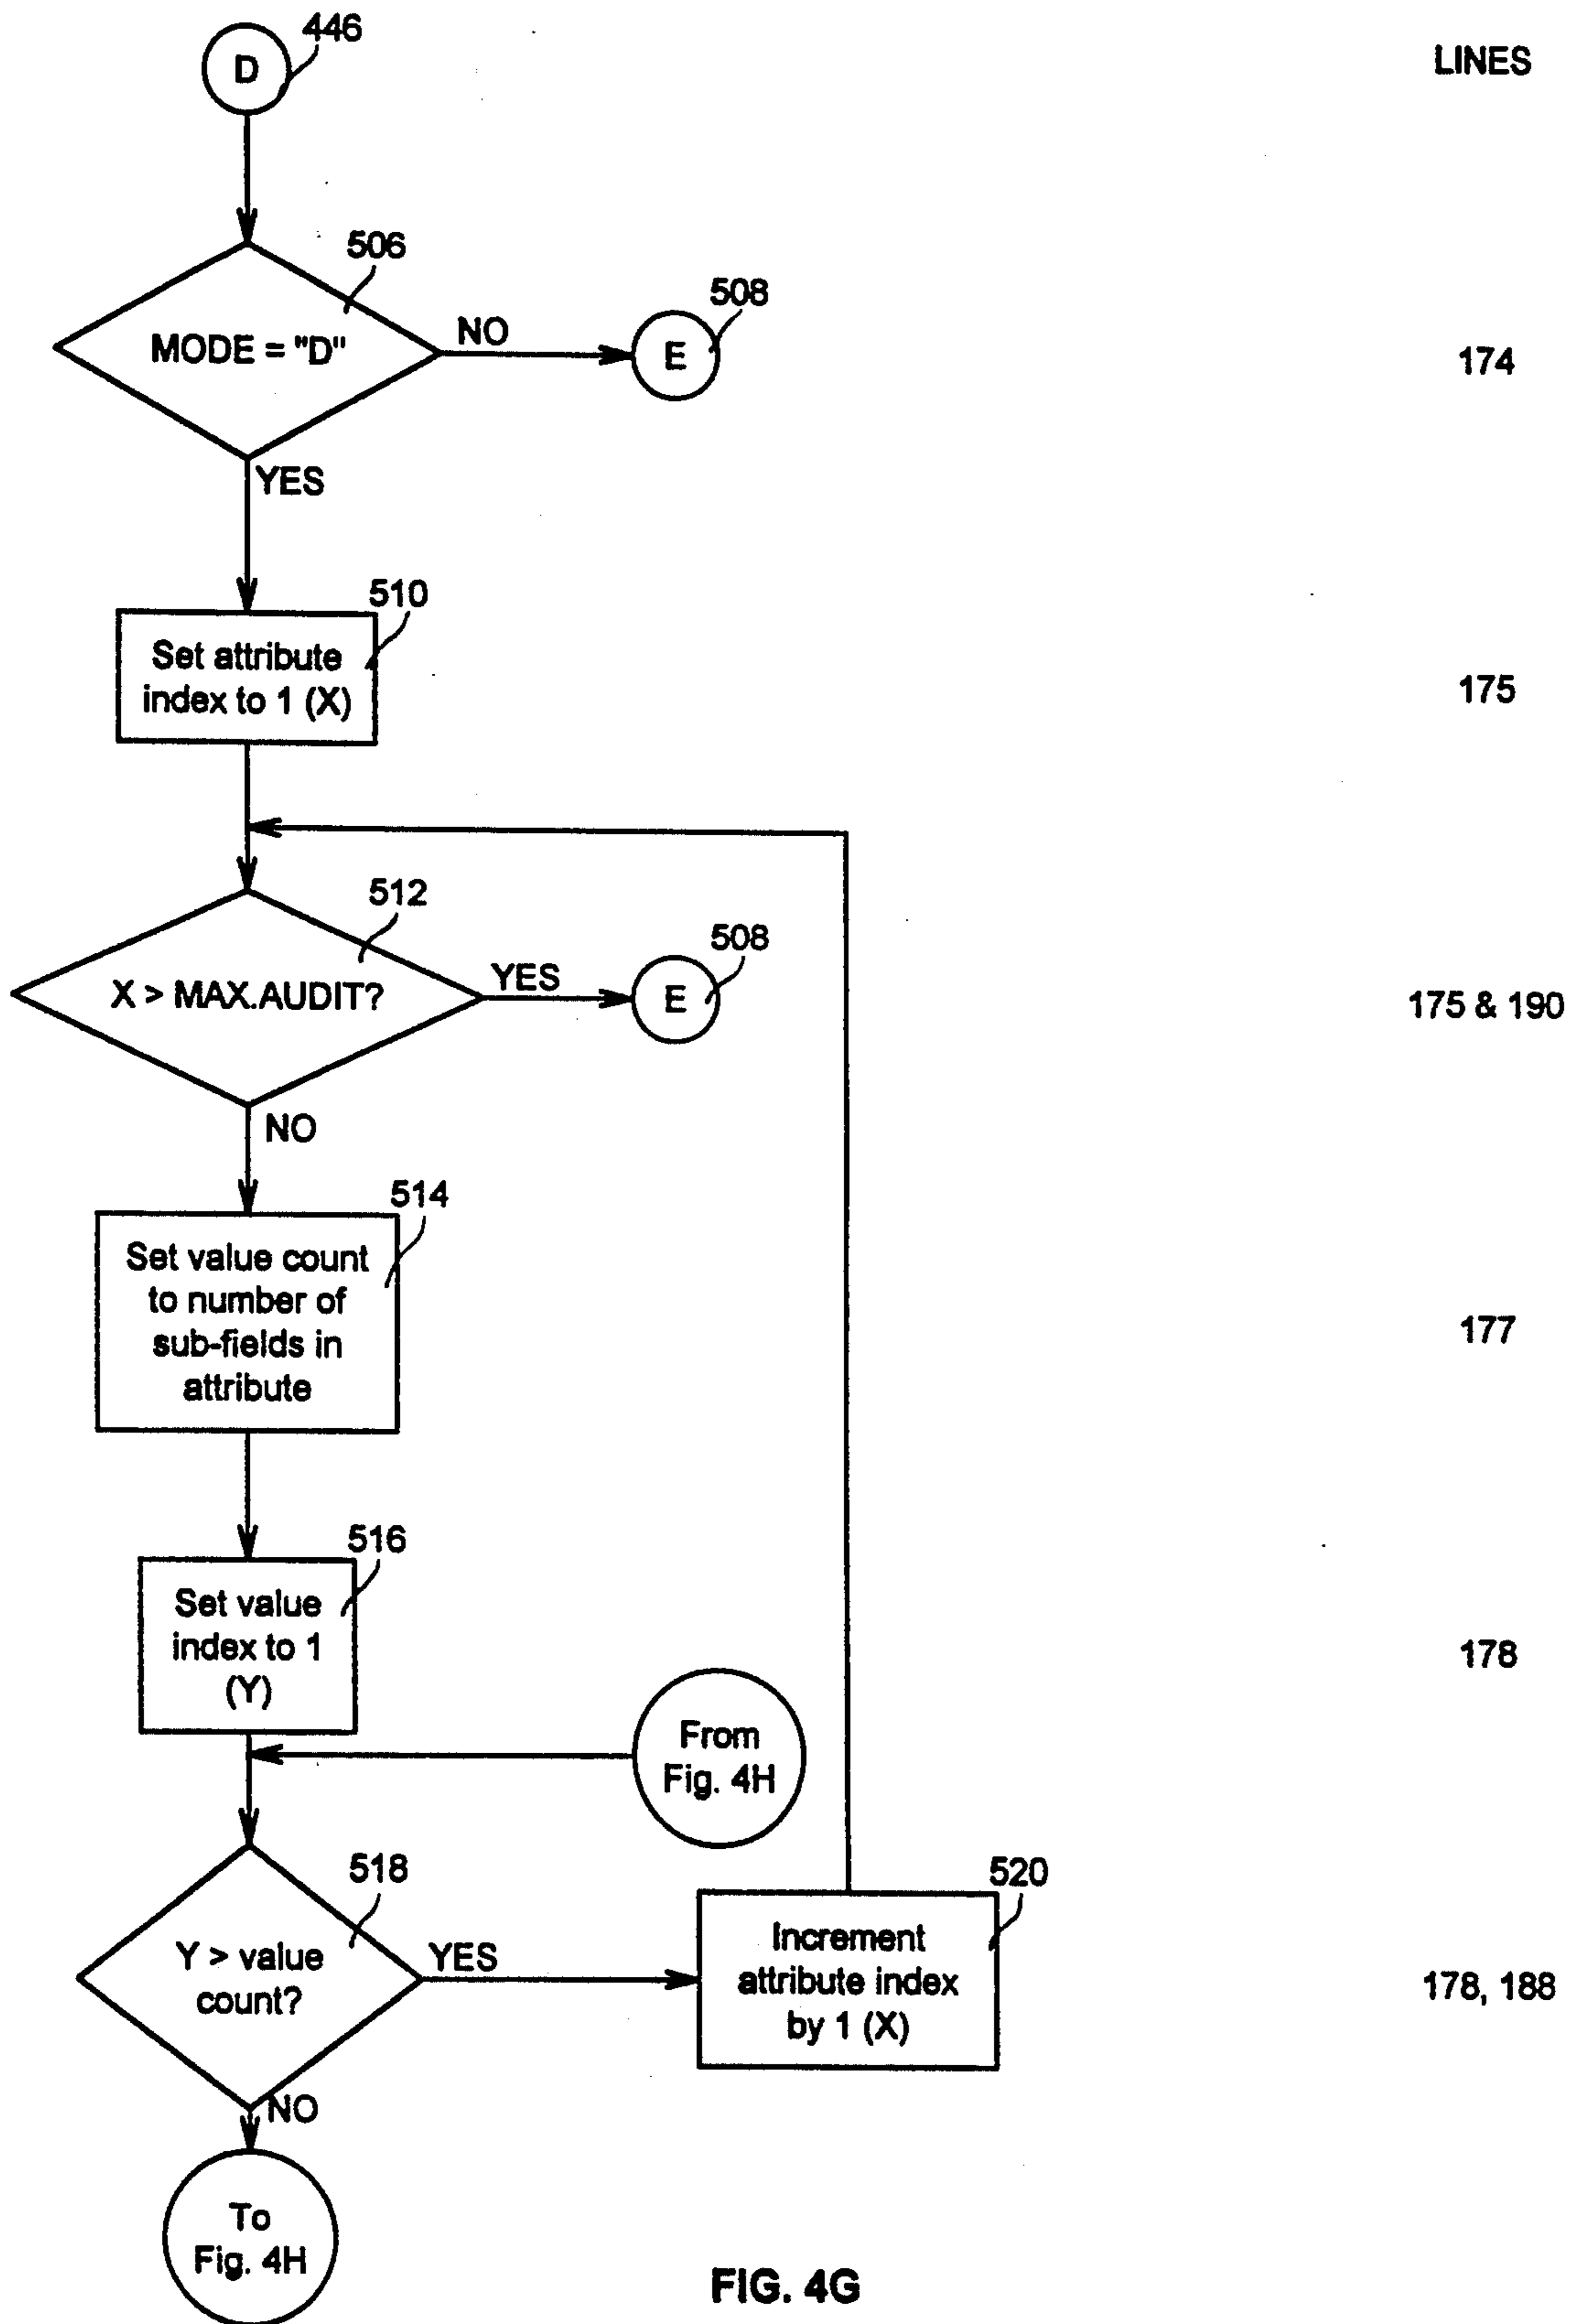 446
D
LINES
506
MODE = "D"
NO
508
E
174
YES
510
Set attribute
index to 1 (X)
175
512
X > MAX.AUDIT?
YES
508
E
175 & 190
NO
514
Set value count
to number of
sub-fields in
attribute
177
516
Set value
index to 1
(Y)
178
From
Fig. 4H
518
Y > value
count?
YES
520
Increment
attribute index
by 1 (X)
178, 188
NO
To
Fig. 4H
FIG. 4G